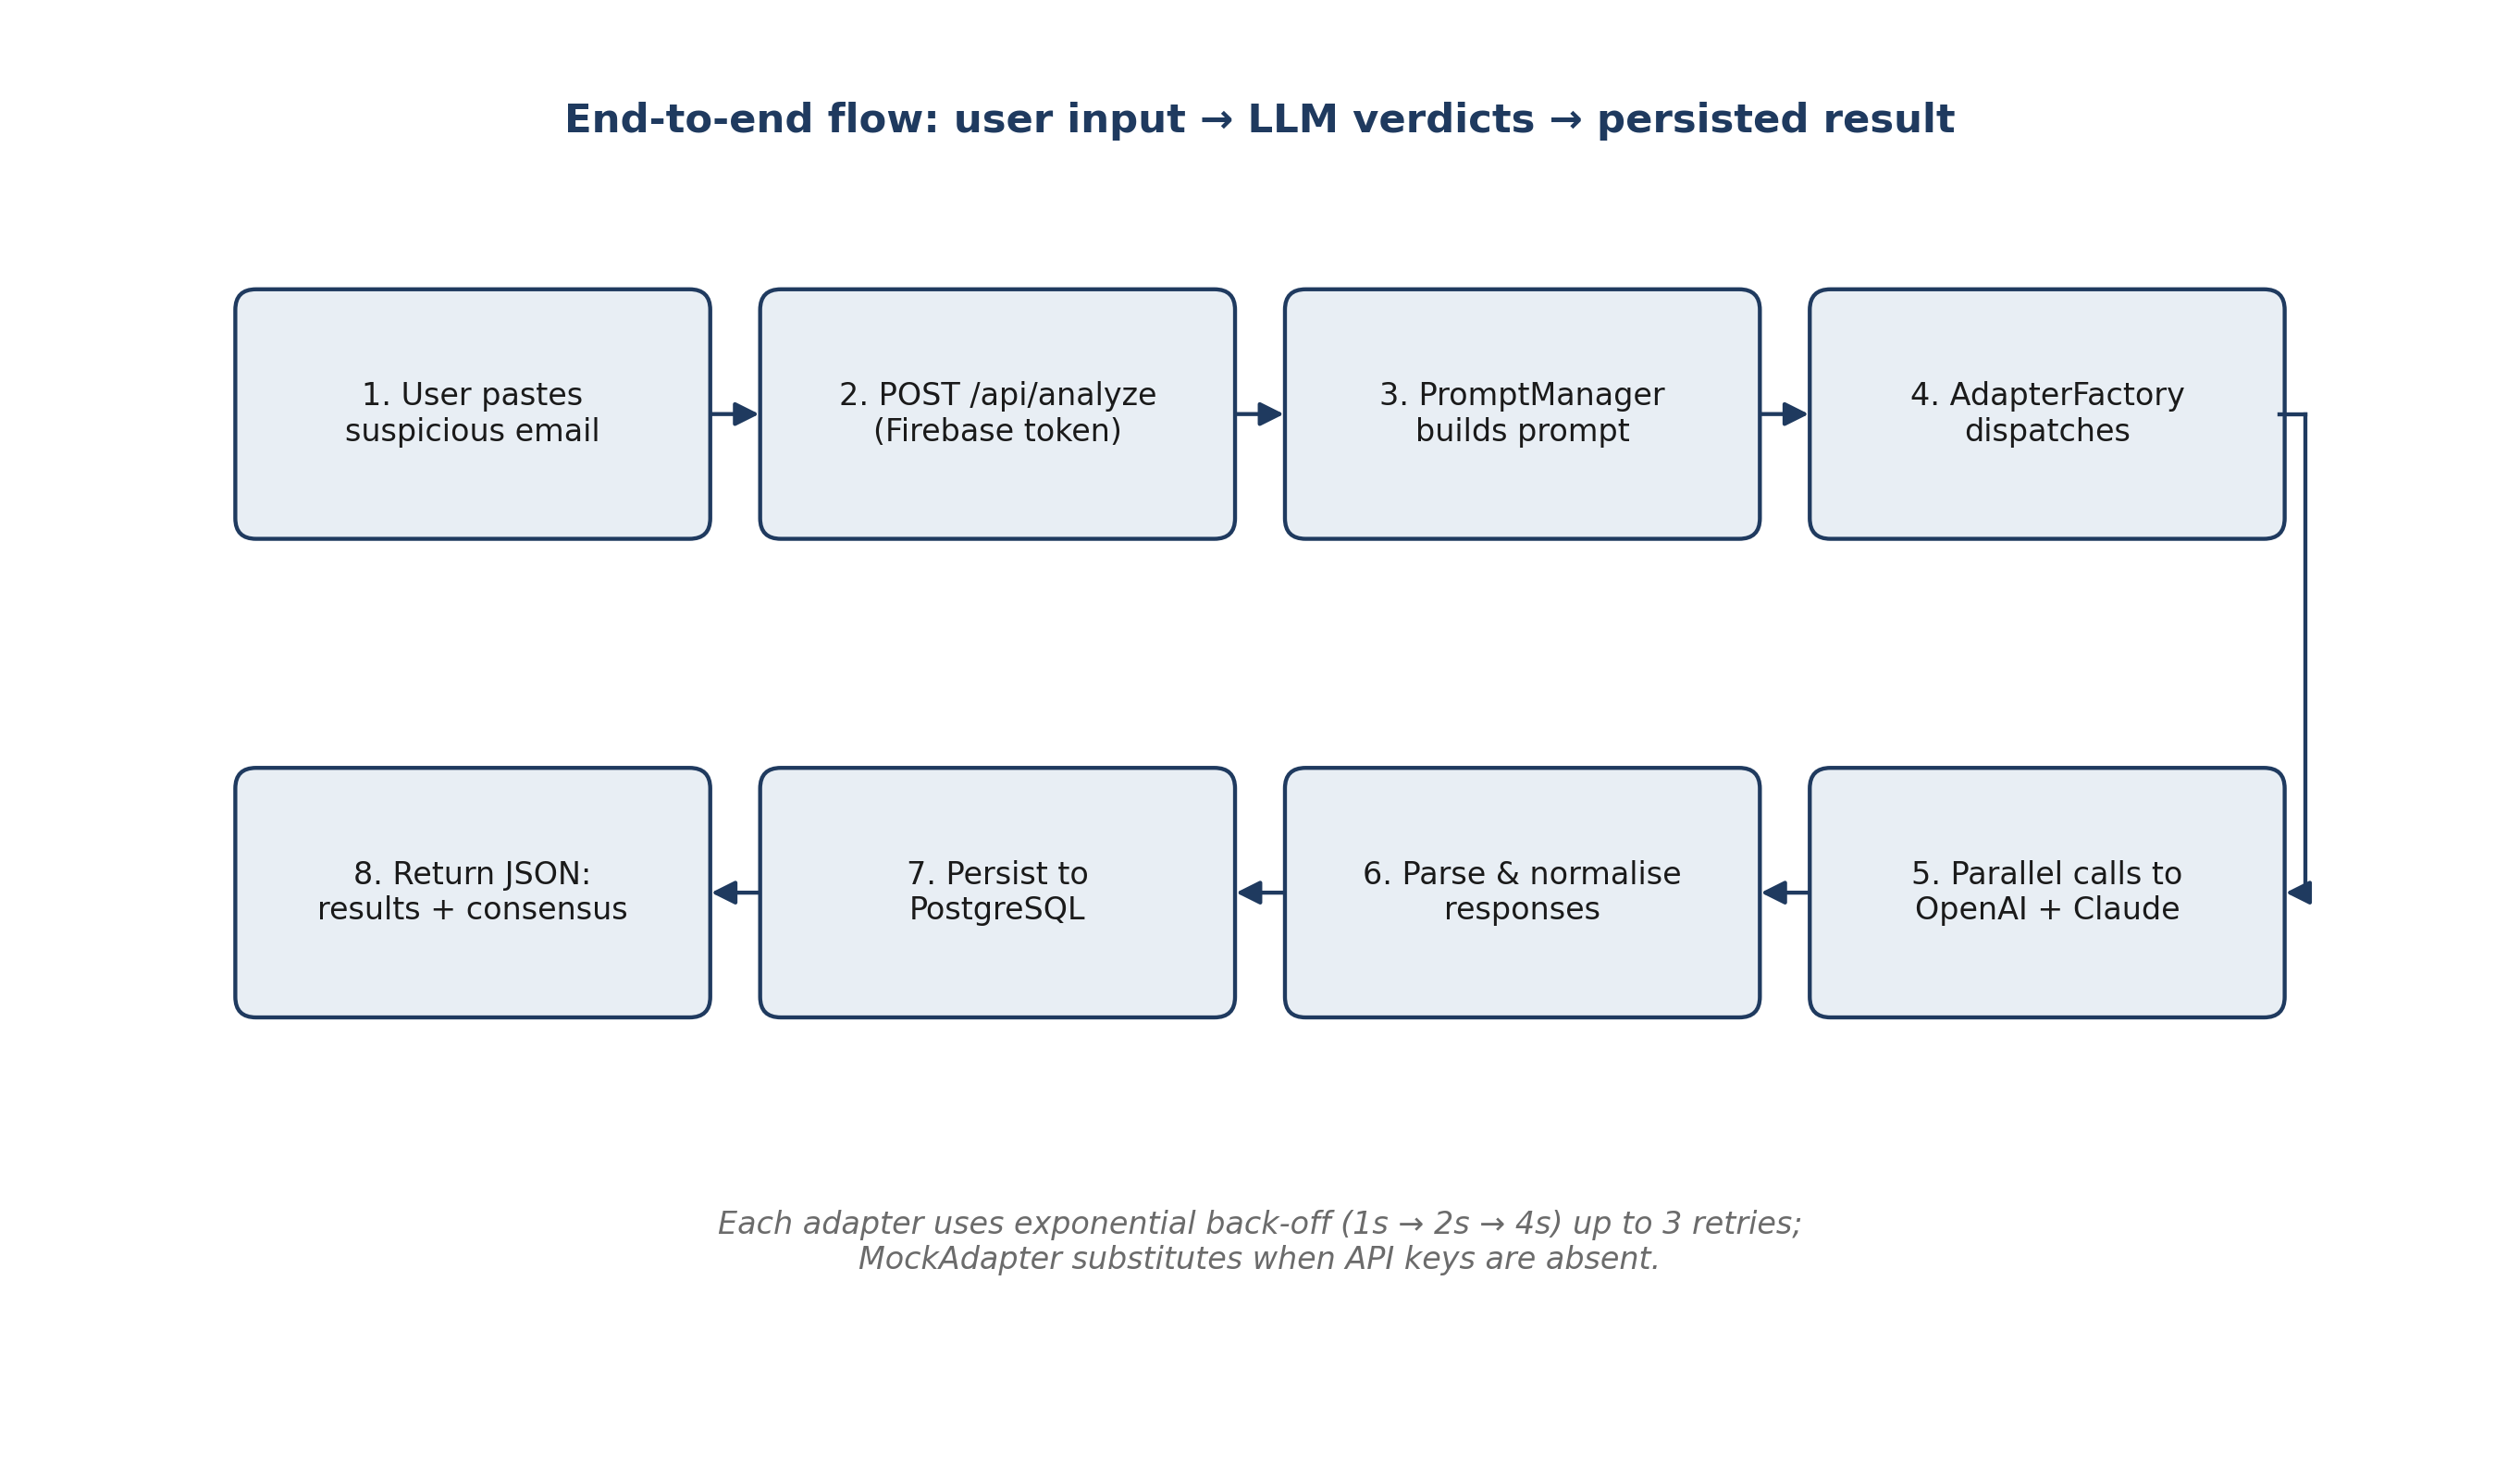 End-to-end flow: user input → LLM verdicts → persisted result
1. User pastes
suspicious email
2. POST /api/analyze
(Firebase token)
3. PromptManager
builds prompt
4. AdapterFactory
dispatches
5. Parallel calls to
OpenAI + Claude
6. Parse & normalise
responses
7. Persist to
PostgreSQL
8. Return JSON:
results + consensus
Each adapter uses exponential back-off (1s → 2s → 4s) up to 3 retries;
MockAdapter substitutes when API keys are absent.